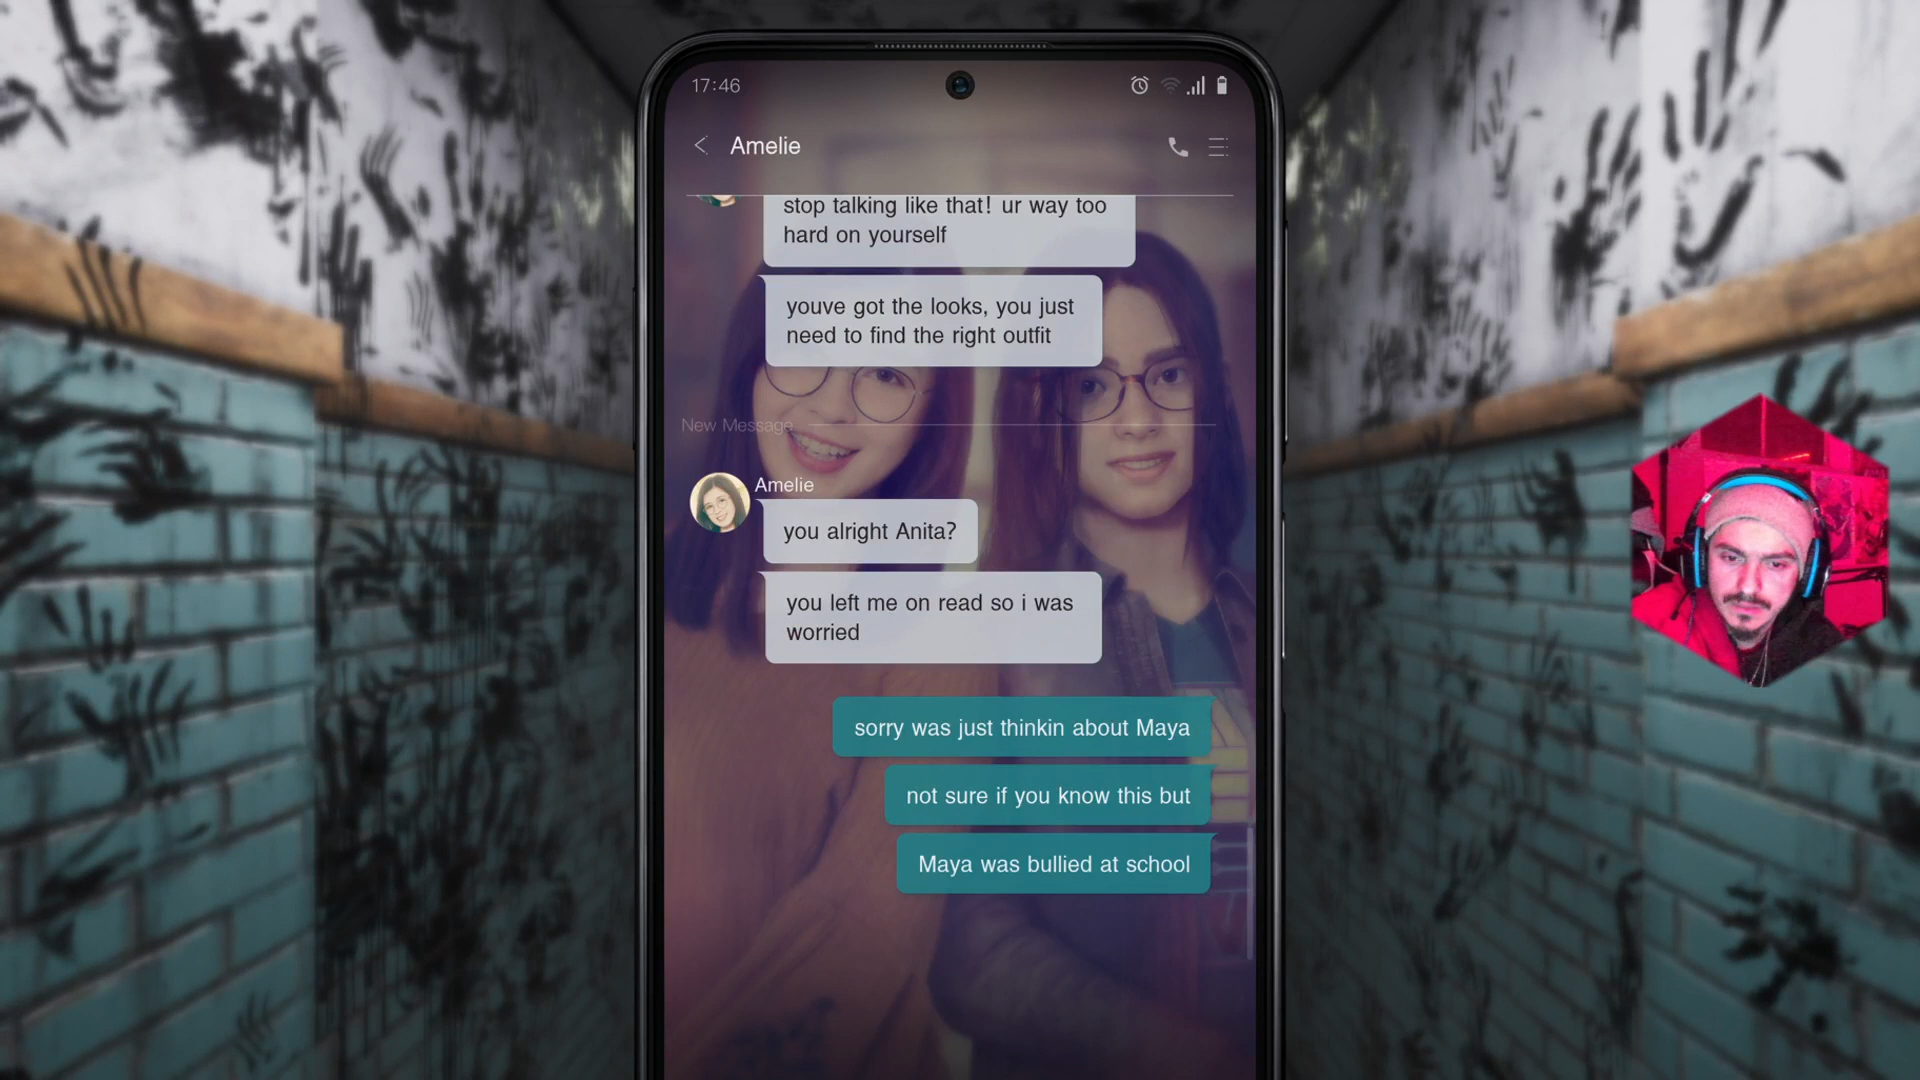 17:46
Amelie
stop talking like that! ur way too
hard on yourself
youve got the looks, you just
need to find the right outfit
New Message
Amelie
you alright Anita?
you left me on read so i was
worried
sorry was just thinkin about Maya
not sure if you know this but
Maya was bullied at school